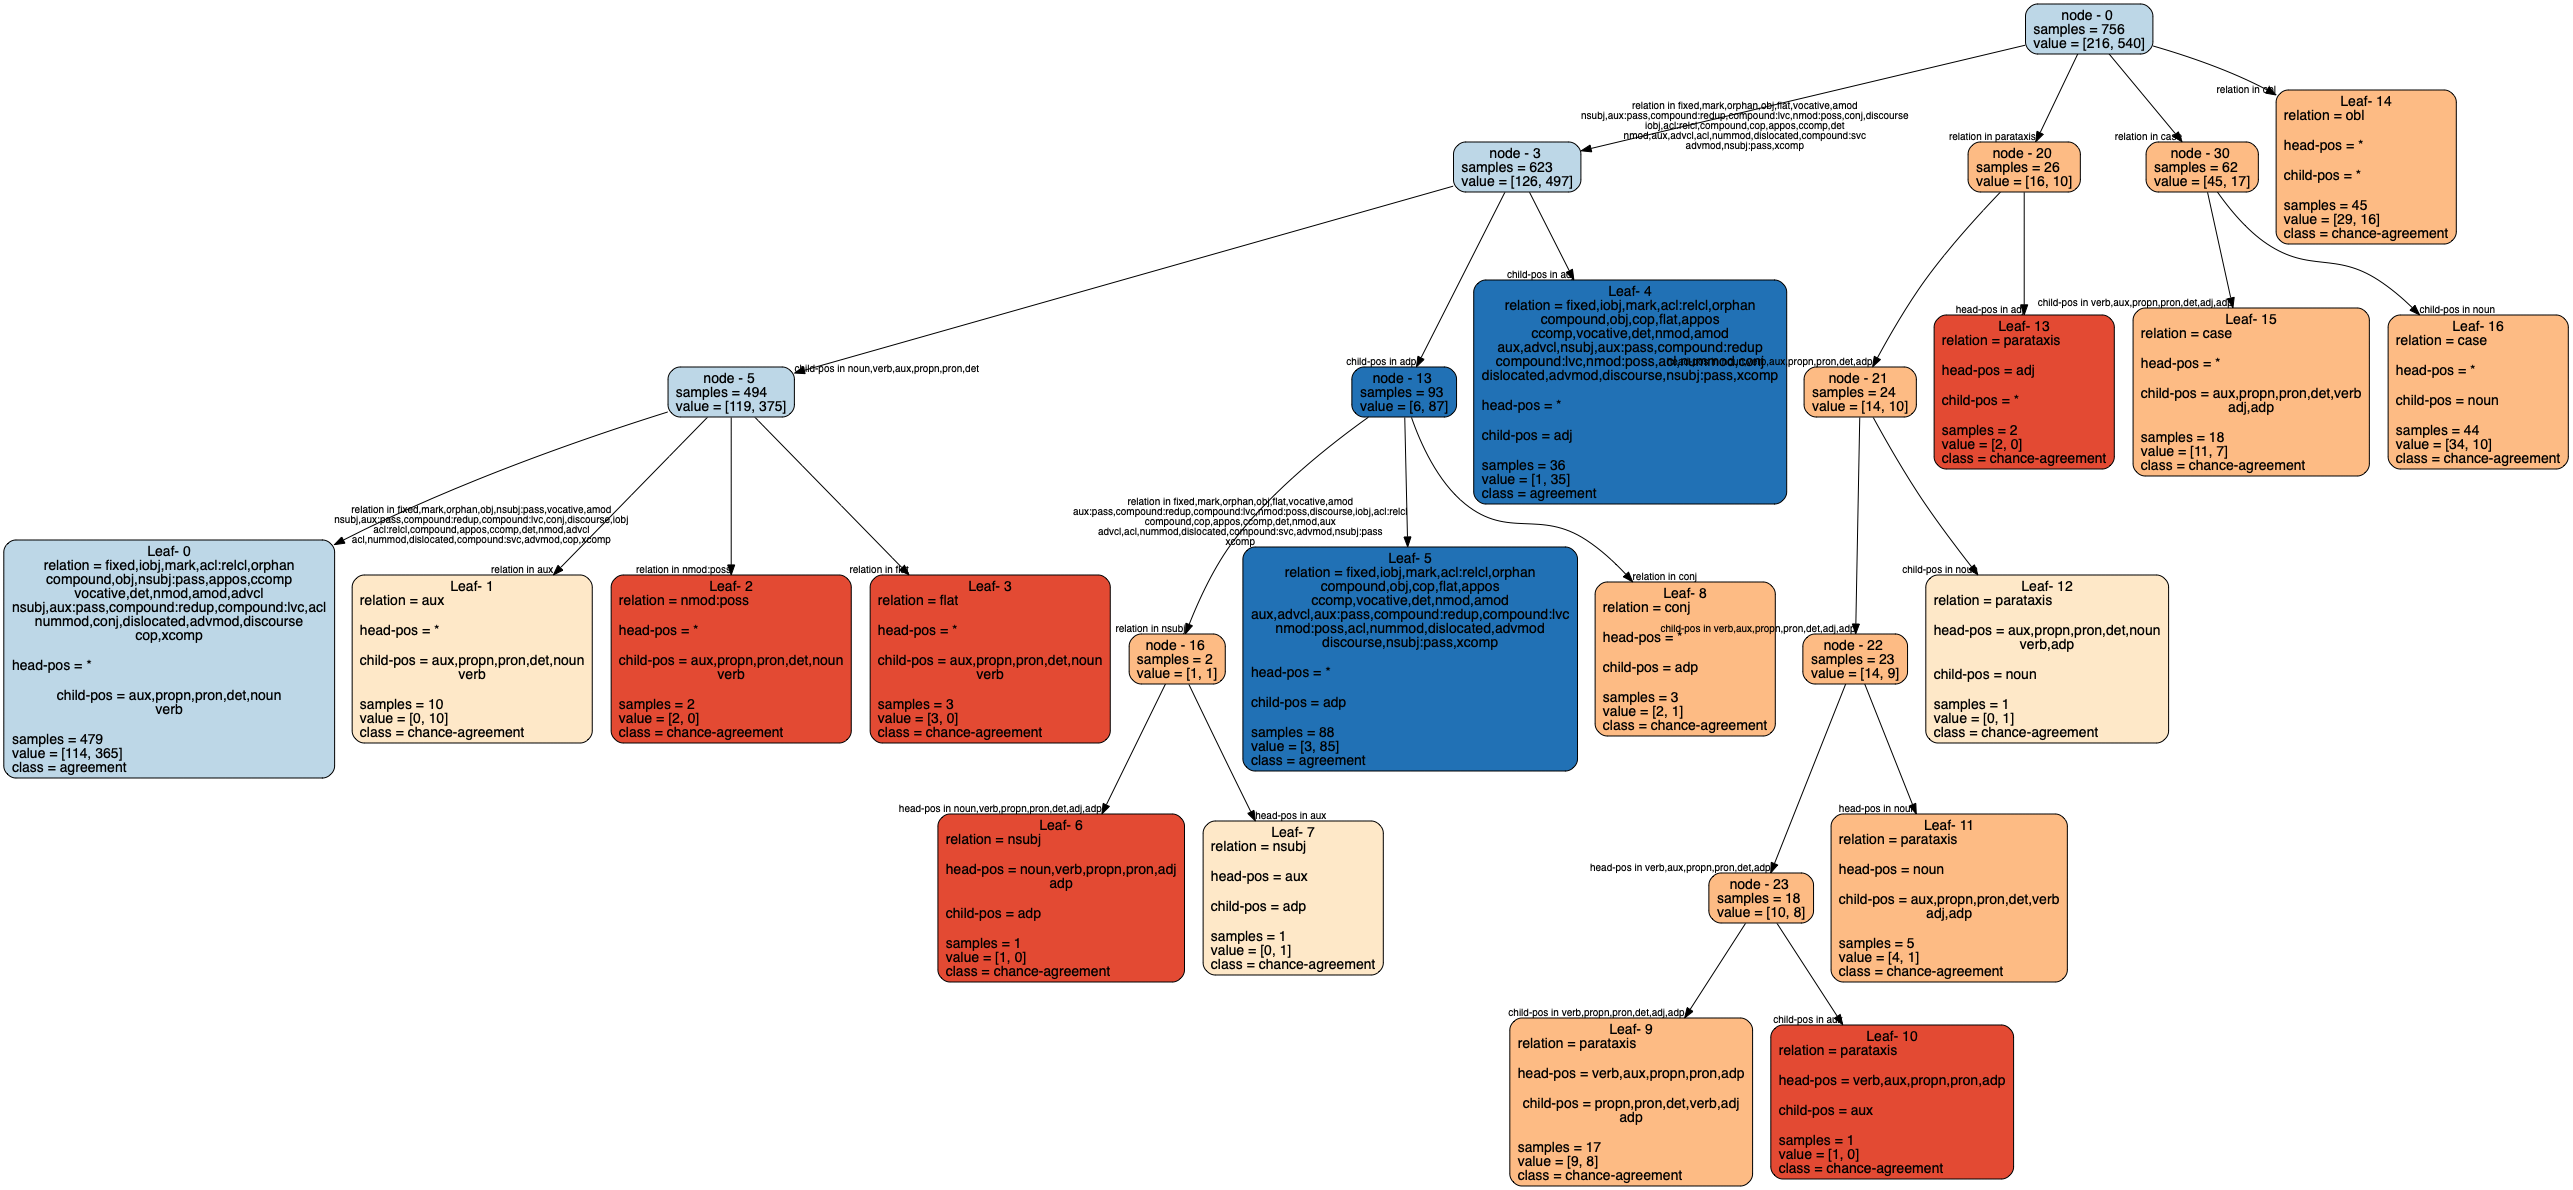 node - 0
samples = 756
value = [216, 540]
relation in fixed,mark,orphan,obj,flat,vocative,amod
nsubj,aux:pass,compound:redup,compound:lvc,nmod:poss,conj,discourse
iobj,acl:relcl,compound,cop,appos,ccomp,det
nmod,aux,advcl,acl,nummod,dislocated,compound:svc
advmod,nsubj:pass,xcomp
relation in parataxis
relation in case
relation in obl
Leaf- 14
relation = obl
head-pos = *
child-pos = *
samples = 45
value = [29, 16]
class = chance-agreement
node - 3
samples = 623
value = [126, 497]
node - 20
samples = 26
value = [16, 10]
node - 30
samples = 62
value = [45, 17]
child-pos in noun,verb,aux,propn,pron,det
child-pos in adp
child-pos in adj
Leaf- 4
relation = fixed,iobj,mark,acl:relcl,orphan
compound,obj,cop,flat,appos
ccomp,vocative,det,nmod,amod
aux,advcl,nsubj,aux:pass,compound:redup
compound:lvc,nmod:poss,acl,nummod,conj
dislocated,advmod,discourse,nsubj:pass,xcomp
head-pos = *
child-pos = adj
samples = 36
value = [1, 35]
class = agreement
aux,propn,pron,det,adp
head-pos in adj
Leaf- 13
relation = parataxis
head-pos = adj
child-pos = *
samples = 2
value = [2, 0]
class = chance-agreement
child-pos in verb,aux,propn,pron,det,adj,adp
Leaf- 15
relation = case
head-pos = *
child-pos = aux,propn,pron,det,verb
adj,adp
samples = 18
value = [11, 7]
class = chance-agreement
child-pos in noun
Leaf- 16
relation = case
head-pos = *
child-pos = noun
samples = 44
value = [34, 10]
class = chance-agreement
node - 5
samples = 494
value = [119, 375]
node - 13
samples = 93
value = [6, 87]
node - 21
samples = 24
value = [14, 10]
relation in fixed,mark,orphan,obj,nsubj:pass,vocative,amod
nsubj,aux:pass,compound:redup,compound:lvc,conj,discourse,iobj
acl:relcl,compound,appos,ccomp,det,nmod,advcl
acl,nummod,dislocated,compound:svc,advmod,cop,xcomp
Leaf- 0
relation = fixed,iobj,mark,acl:relcl,orphan
compound,obj,nsubj:pass,appos,ccomp
vocative,det,nmod,amod,advcl
nsubj,aux:pass,compound:redup,compound:lvc,acl
nummod,conj,dislocated,advmod,discourse
cop,xcomp
head-pos = *
child-pos = aux,propn,pron,det,noun
verb
samples = 479
value = [114, 365]
class = agreement
relation in aux
Leaf- 1
relation = aux
head-pos = *
child-pos = aux,propn,pron,det,noun
verb
samples = 10
value = [0, 10]
class = chance-agreement
relation in nmod:poss
Leaf- 2
relation = nmod:poss
head-pos = *
child-pos = aux,propn,pron,det,noun
verb
samples = 2
value = [2, 0]
class = chance-agreement
relation in flat
Leaf- 3
relation = flat
head-pos = *
child-pos = aux,propn,pron,det,noun
verb
samples = 3
value = [3, 0]
class = chance-agreement
relation in fixed,mark,orphan,obj,flat,vocative,amod
aux:pass,compound:redup,compound:lvc,nmod:poss,discourse,iobj,acl:relcl
compound,cop,appos,ccomp,det,nmod,aux
advcl,acl,nummod,dislocated,compound:svc,advmod,nsubj:pass
xcomp
Leaf- 5
relation = fixed,iobj,mark,acl:relcl,orphan
compound,obj,cop,flat,appos
ccomp,vocative,det,nmod,amod
aux,advcl,aux:pass,compound:redup,compound:lvc
nmod:poss,acl,nummod,dislocated,advmod
discourse,nsubj:pass,xcomp
head-pos = *
child-pos = adp
samples = 88
value = [3, 85]
class = agreement
relation in conj
Leaf- 8
relation = conj
head-pos = *
child-pos = adp
samples = 3
value = [2, 1]
class = chance-agreement
child-pos in noun
Leaf- 12
relation = parataxis
head-pos = aux,propn,pron,det,noun
verb,adp
child-pos = noun
samples = 1
value = [0, 1]
class = chance-agreement
relation in nsubj
node - 16
samples = 2
value = [1, 1]
child-pos in verb,aux,propn,pron,det,adj,adp
node - 22
samples = 23
value = [14, 9]
head-pos in noun,verb,propn,pron,det,adj,adp
Leaf- 6
relation = nsubj
head-pos = noun,verb,propn,pron,adj
adp
child-pos = adp
samples = 1
value = [1, 0]
class = chance-agreement
head-pos in aux
Leaf- 7
relation = nsubj
head-pos = aux
child-pos = adp
samples = 1
value = [0, 1]
class = chance-agreement
head-pos in verb,aux,propn,pron,det,adp
node - 23
samples = 18
value = [10, 8]
head-pos in noun
Leaf- 11
relation = parataxis
head-pos = noun
child-pos = aux,propn,pron,det,verb
adj,adp
samples = 5
value = [4, 1]
class = chance-agreement
child-pos in verb,propn,pron,det,adj,adp
Leaf- 9
relation = parataxis
head-pos = verb,aux,propn,pron,adp
child-pos = propn,pron,det,verb,adj
adp
samples = 17
value = [9, 8]
class = chance-agreement
child-pos in aux
Leaf- 10
relation = parataxis
head-pos = verb,aux,propn,pron,adp
child-pos = aux
samples = 1
value = [1, 0]
class = chance-agreement